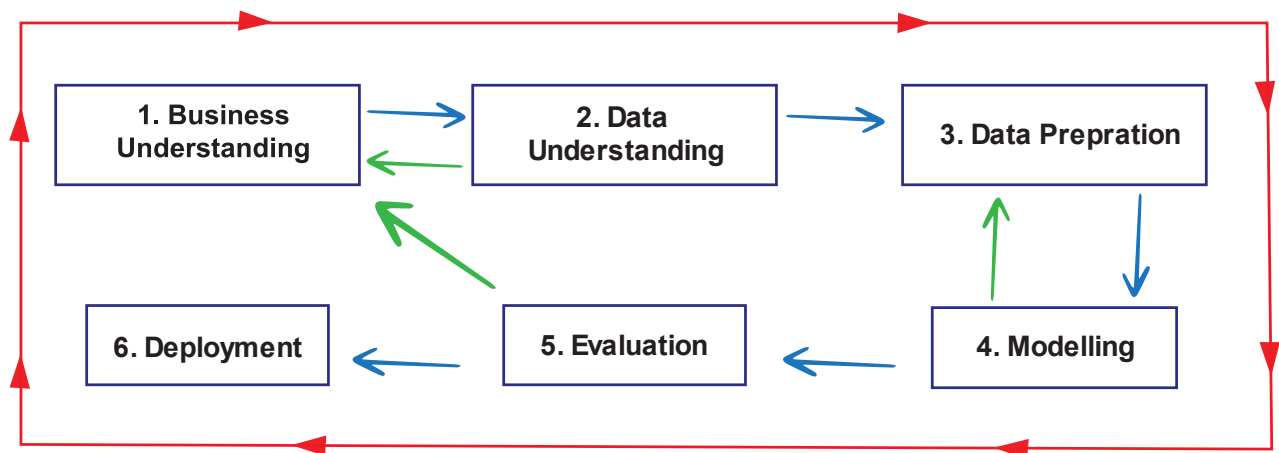 1. Business
Understanding
2. Data
Understanding
3. Data Prepration
6. Deployment
5. Evaluation
4. Modelling